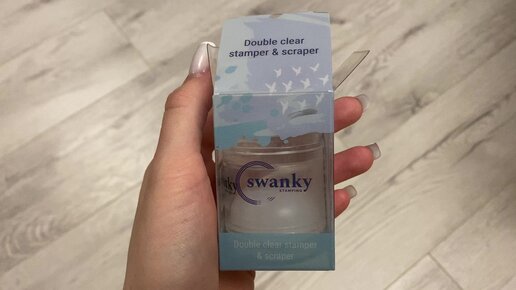 Double clear
stamper & scraper
swanky
STAMPING
Double clear stamper
& scraper